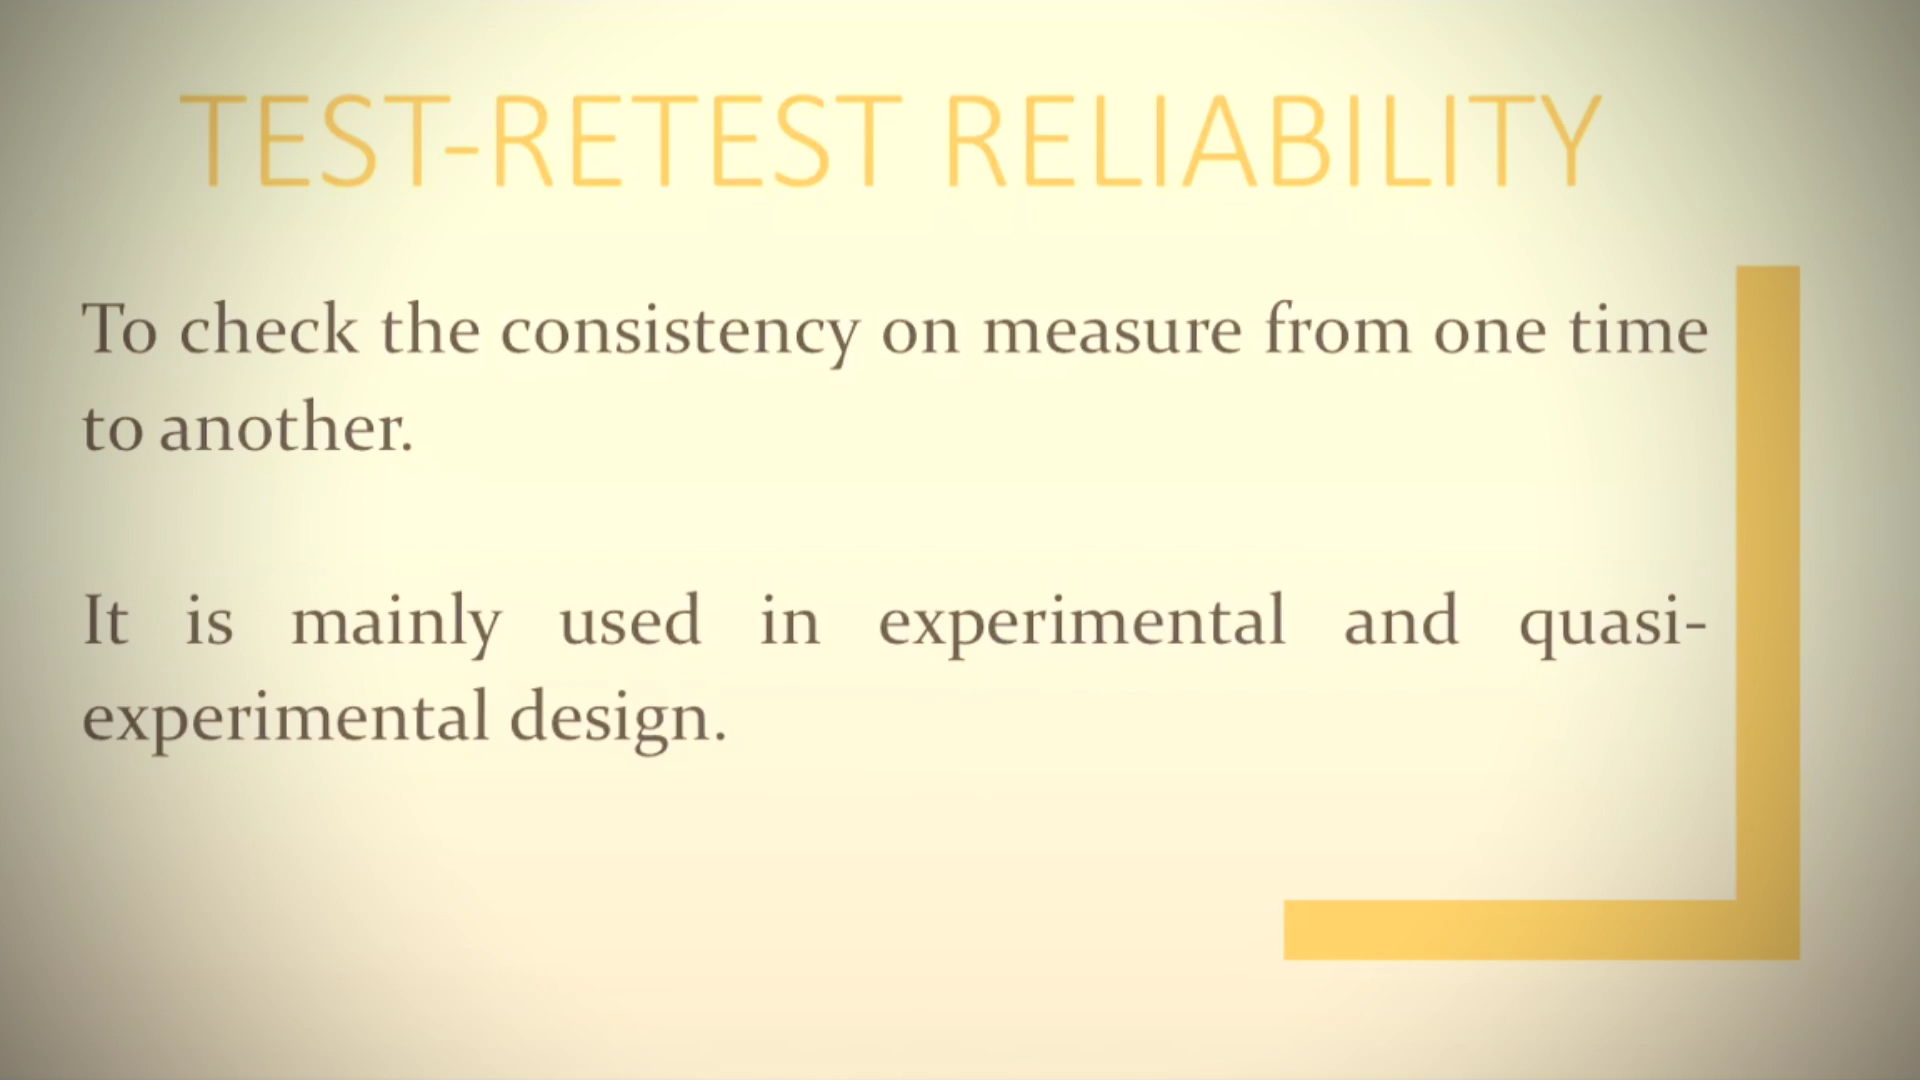 TEST-RETEST RELIABILITY
To check the consistency on measure from one time
to another.
It is mainly used in experimental and quasi-
experimental design.